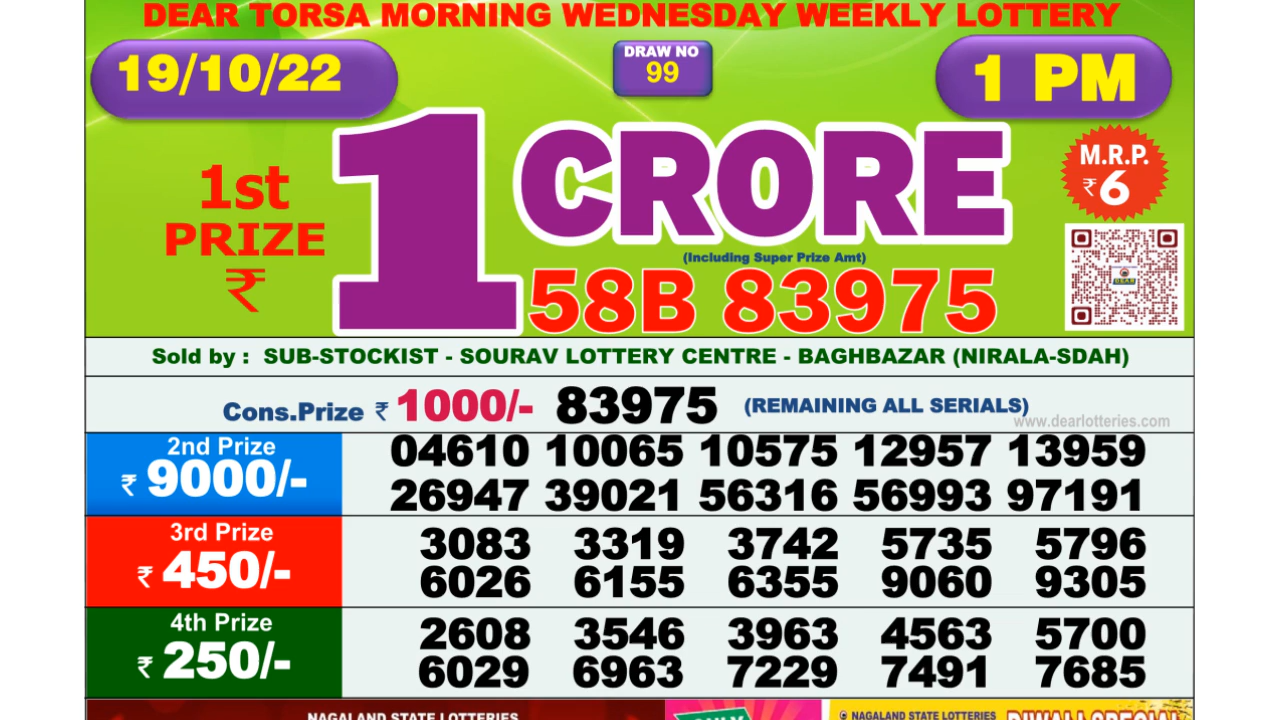 DEAR TORSA MORNING WEDNESDAY WEEKLY LOTTERY
19/10/22
DRAW NO
99
1 PM
1st
PRIZE
₹
1 CRORE
M.R.P.
₹6
(Including Super Prize Amt)
58B 83975
Sold by : SUB-STOCKIST - SOURAV LOTTERY CENTRE - BAGHBAZAR (NIRALA-SDAH)
Cons.Prize ₹ 1000/- 83975 (REMAINING ALL SERIALS)
www.dearlotteries.com
2nd Prize
₹ 9000/-
04610 10065 10575 12957 13959
26947 39021 56316 56993 97191
3rd Prize
₹ 450/-
3083 3319 3742 5735 5796
6026 6155 6355 9060 9305
4th Prize
₹ 250/-
2608 3546 3963 4563 5700
6029 6963 7229 7491 7685
NAGALAND STATE LOTTERIES
NAGALAND STATE LOTTERIES
DIWALI SPECIAL